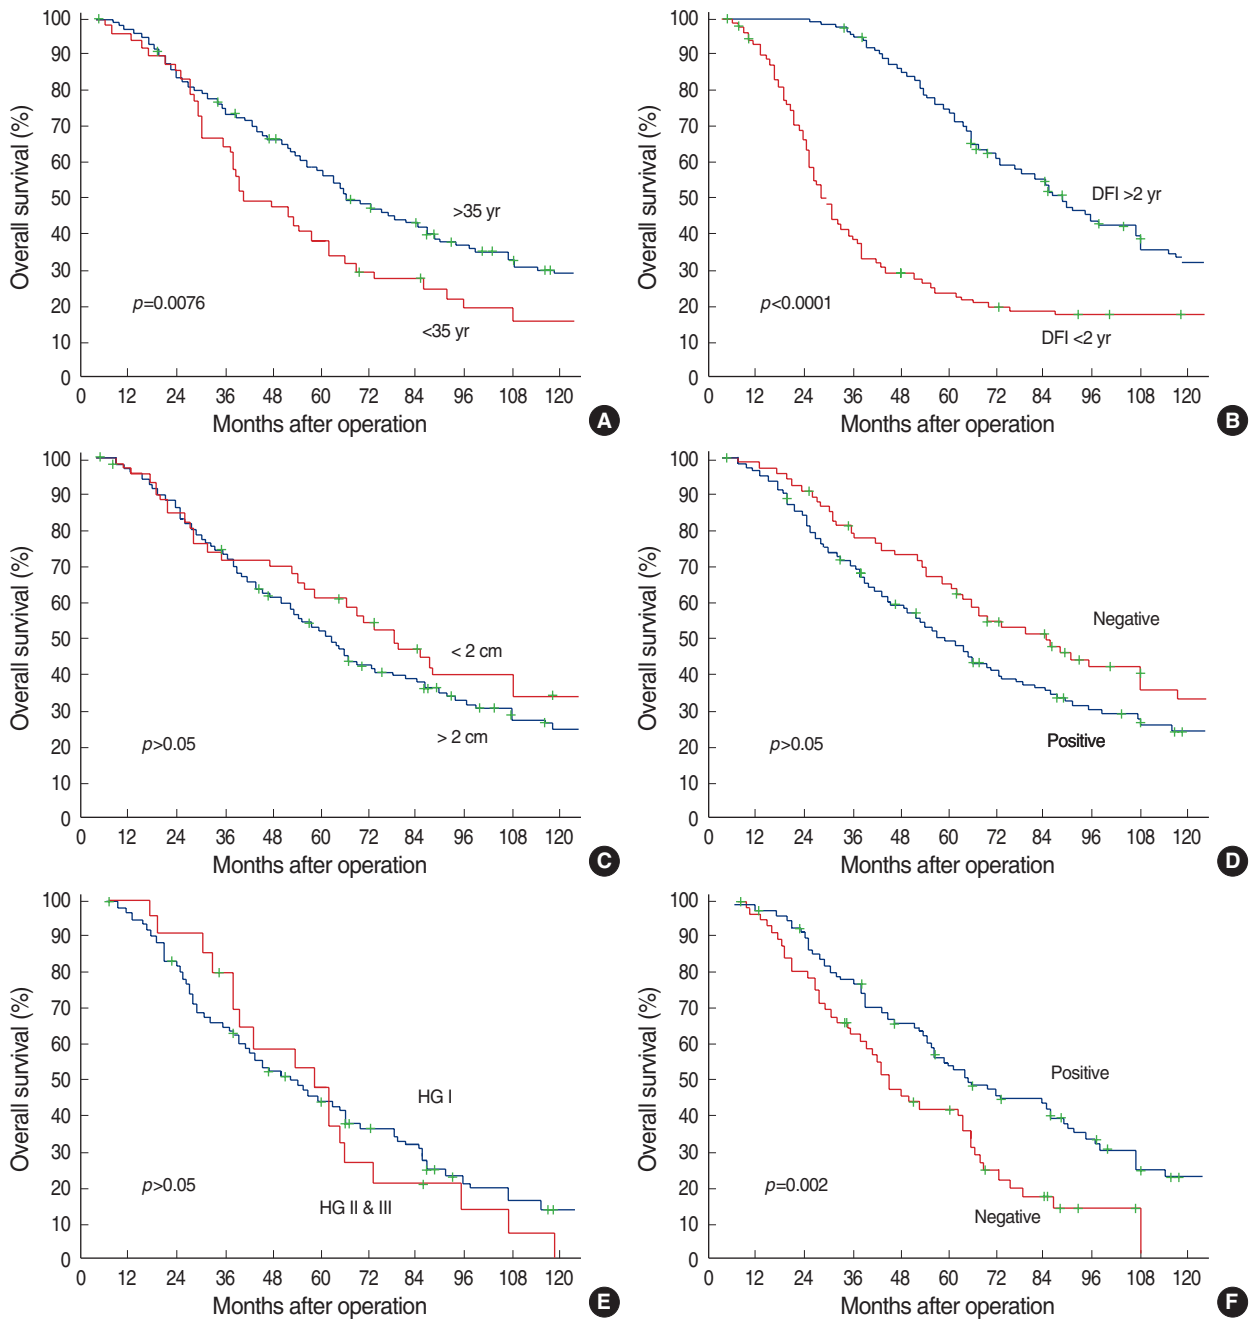 Overall survival (%)
100
90
80
70
60
50
40
30
20
10
0
>35 yr
<35 yr
p=0.0076
0 12 24 36 48 60 72 84 96 108 120
Months after operation
A
Overall survival (%)
100
90
80
70
60
50
40
30
20
10
0
DFI >2 yr
p<0.0001
DFI <2 yr
0 12 24 36 48 60 72 84 96 108 120
Months after operation
B
Overall survival (%)
100
90
80
70
60
50
40
30
20
10
0
< 2 cm
> 2 cm
p>0.05
0 12 24 36 48 60 72 84 96 108 120
Months after operation
C
Overall survival (%)
100
90
80
70
60
50
40
30
20
10
0
Negative
Positive
p>0.05
0 12 24 36 48 60 72 84 96 108 120
Months after operation
D
Overall survival (%)
100
90
80
70
60
50
40
30
20
10
0
HG I
p>0.05
HG II & III
0 12 24 36 48 60 72 84 96 108 120
Months after operation
E
Overall survival (%)
100
90
80
70
60
50
40
30
20
10
0
Positive
p=0.002
Negative
0 12 24 36 48 60 72 84 96 108 120
Months after operation
F